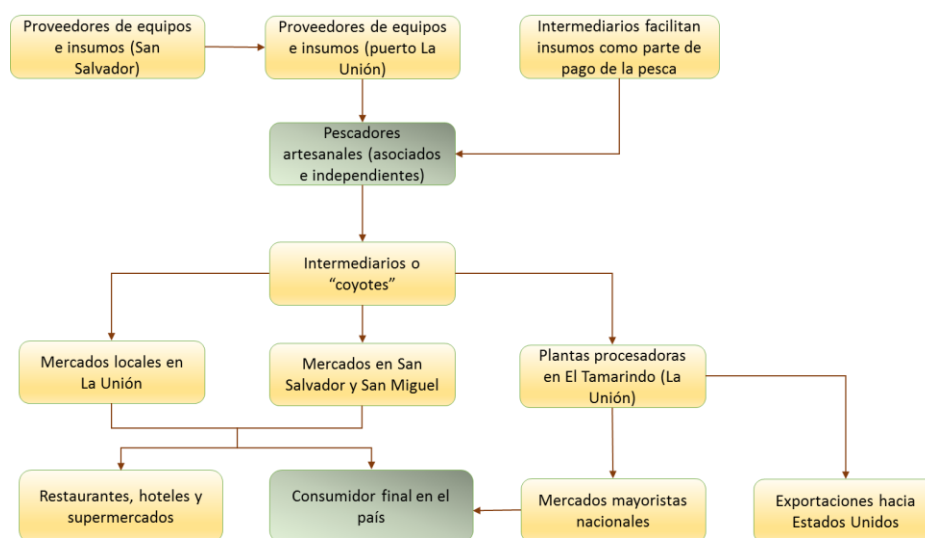 Proveedores de equipos
e insumos (San
Salvador)
Proveedores de equipos
e insumos (puerto La
Unión)
Intermediarios facilitan
insumos como parte de
pago de la pesca
Pescadores
artesanales (asociados
e independientes)
Intermediarios o
“coyotes”
Mercados locales en
La Unión
Mercados en San
Salvador y San Miguel
Plantas procesadoras
en El Tamarindo (La
Unión)
Restaurantes, hoteles y
supermercados
Consumidor final en el
país
Mercados mayoristas
nacionales
Exportaciones hacia
Estados Unidos